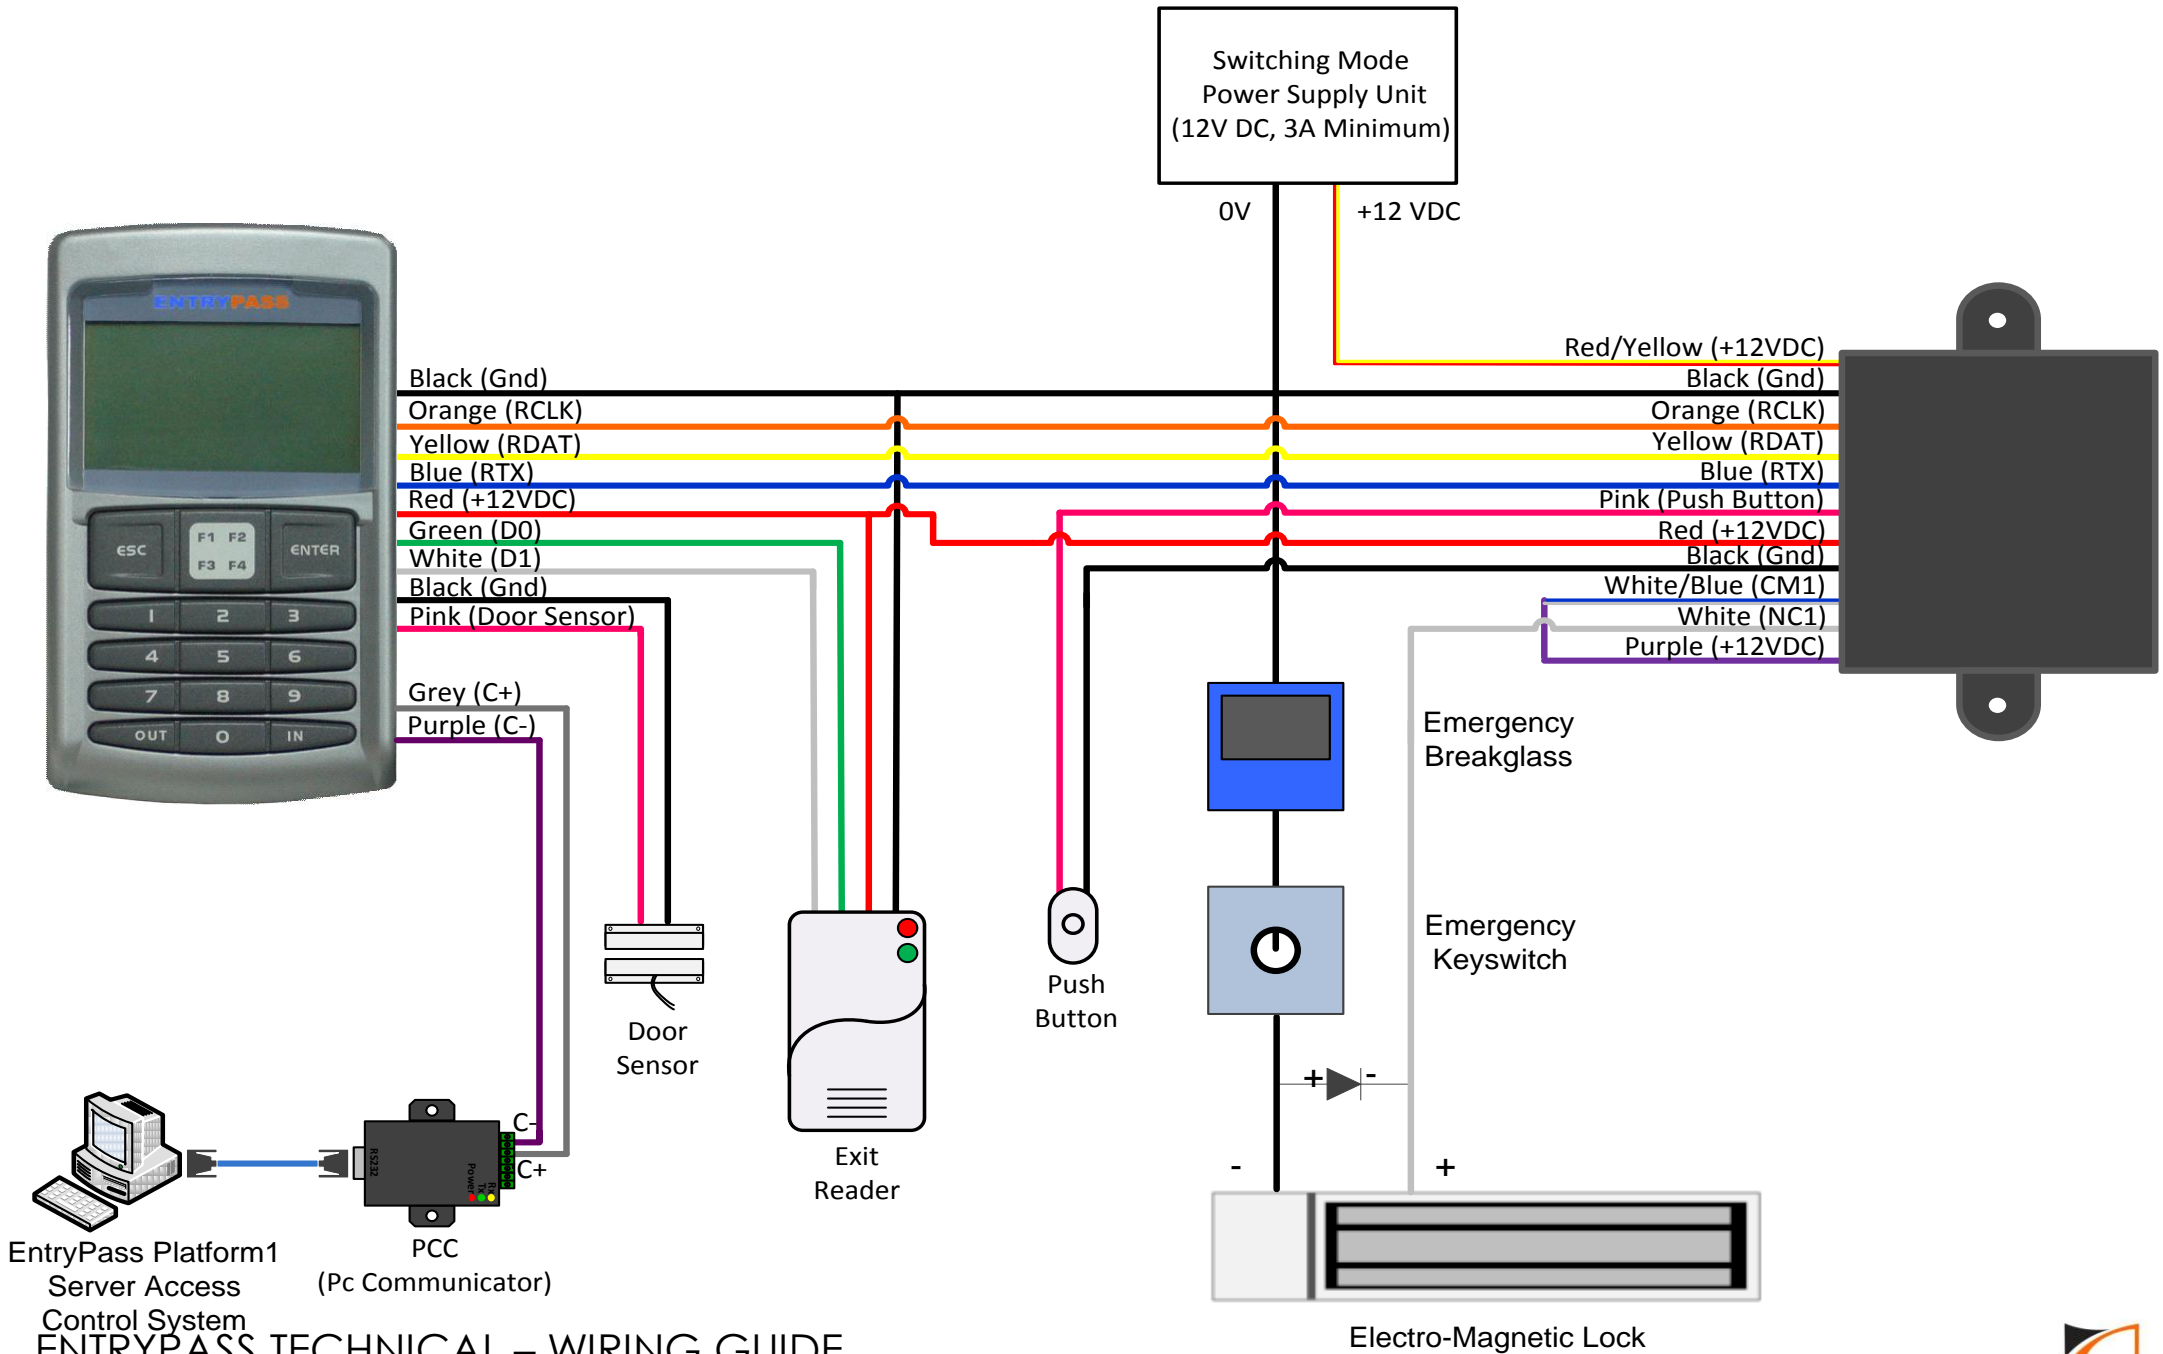 Switching Mode
Power Supply Unit
(12V DC, 3A Minimum)
0V
+12 VDC
ENTRYPASS
Black (Gnd)
Orange (RCLK)
Yellow (RDAT)
Blue (RTX)
Red (+12VDC)
Green (D0)
White (D1)
Black (Gnd)
Pink (Door Sensor)
Grey (C+)
Purple (C-)
Red/Yellow (+12VDC)
Black (Gnd)
Orange (RCLK)
Yellow (RDAT)
Blue (RTX)
Pink (Push Button)
Red (+12VDC)
Black (Gnd)
White/Blue (CM1)
White (NC1)
Purple (+12VDC)
ESC
F1 F2
F3 F4
ENTER
1 2 3
4 5 6
7 8 9
OUT 0 IN
Emergency
Breakglass
Emergency
Keyswitch
Push
Button
Door
Sensor
Exit
Reader
+ -
- +
C-
C+
RS232
Power
Tx
Rx
PCC
(Pc Communicator)
EntryPass Platform1
Server Access
Control System
Electro-Magnetic Lock
ENTRYPASS TECHNICAL – WIRING GUIDE